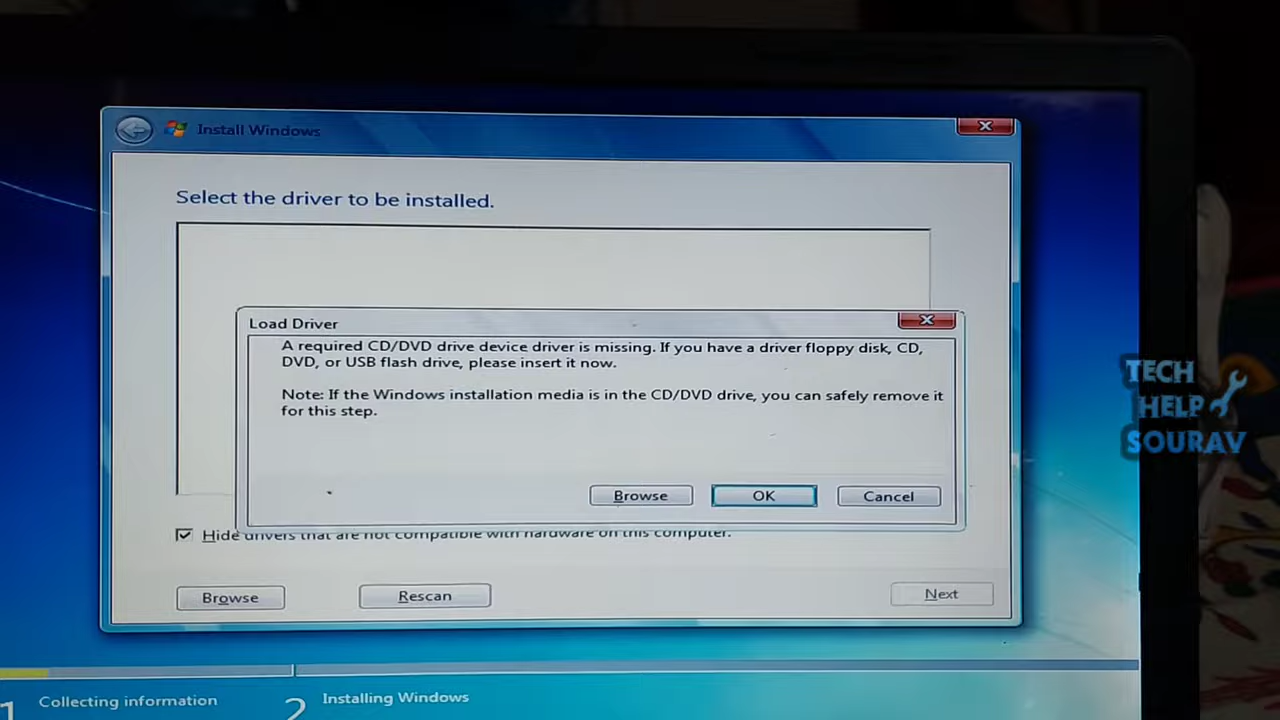 Install Windows
Select the driver to be installed.
Load Driver
A required CD/DVD drive device driver is missing. If you have a driver floppy disk, CD,
DVD, or USB flash drive, please insert it now.
Note: If the Windows installation media is in the CD/DVD drive, you can safely remove it
for this step.
Browse OK Cancel
Hide drivers that are not compatible with hardware on this computer.
Browse Rescan Next
1 Collecting information 2 Installing Windows
TECH
HELP
SOURAV